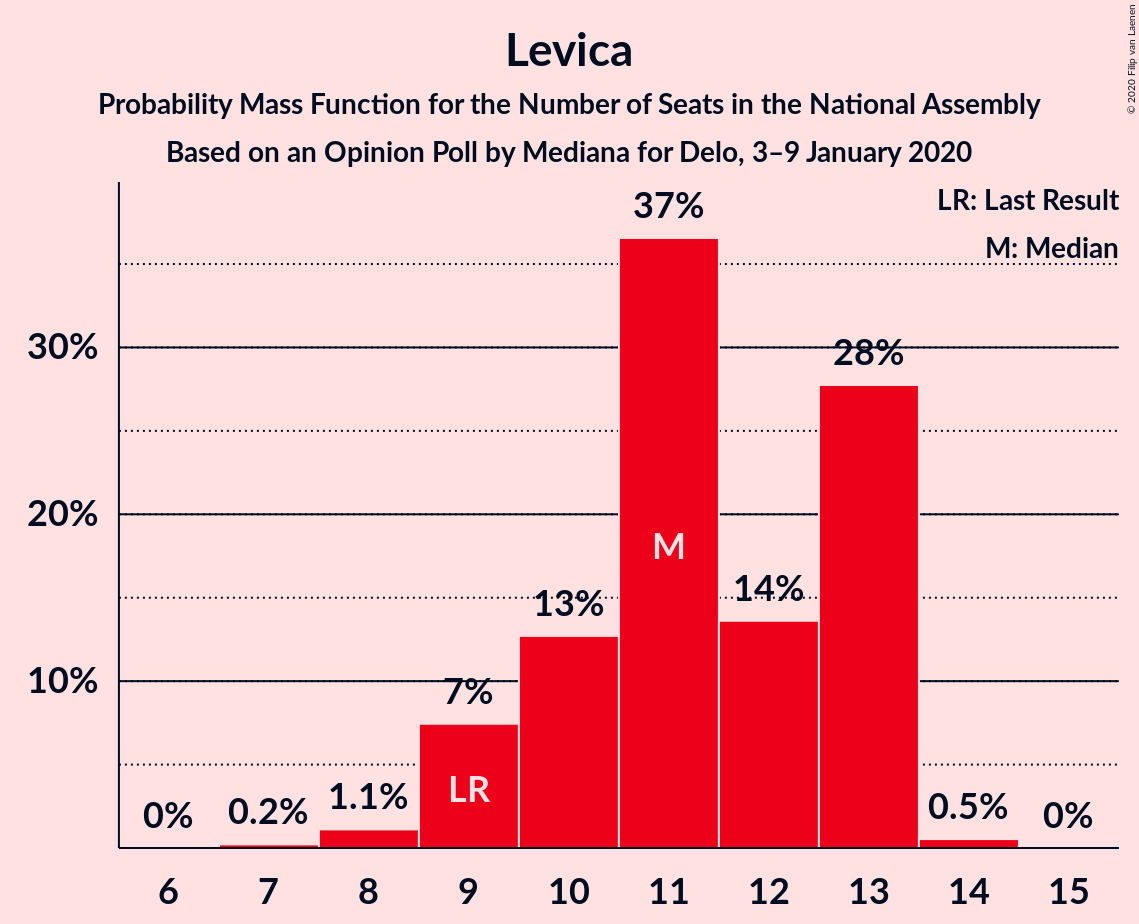 Levica
Probability Mass Function for the Number of Seats in the National Assembly
Based on an Opinion Poll by Mediana for Delo, 3–9 January 2020
© 2020 Filip van Laenen
LR: Last Result
M: Median
37%
30%
28%
20%
M
13%
14%
10%
7%
LR
0%
0.2%
1.1%
0.5%
0%
6 7 8 9 10 11 12 13 14 15